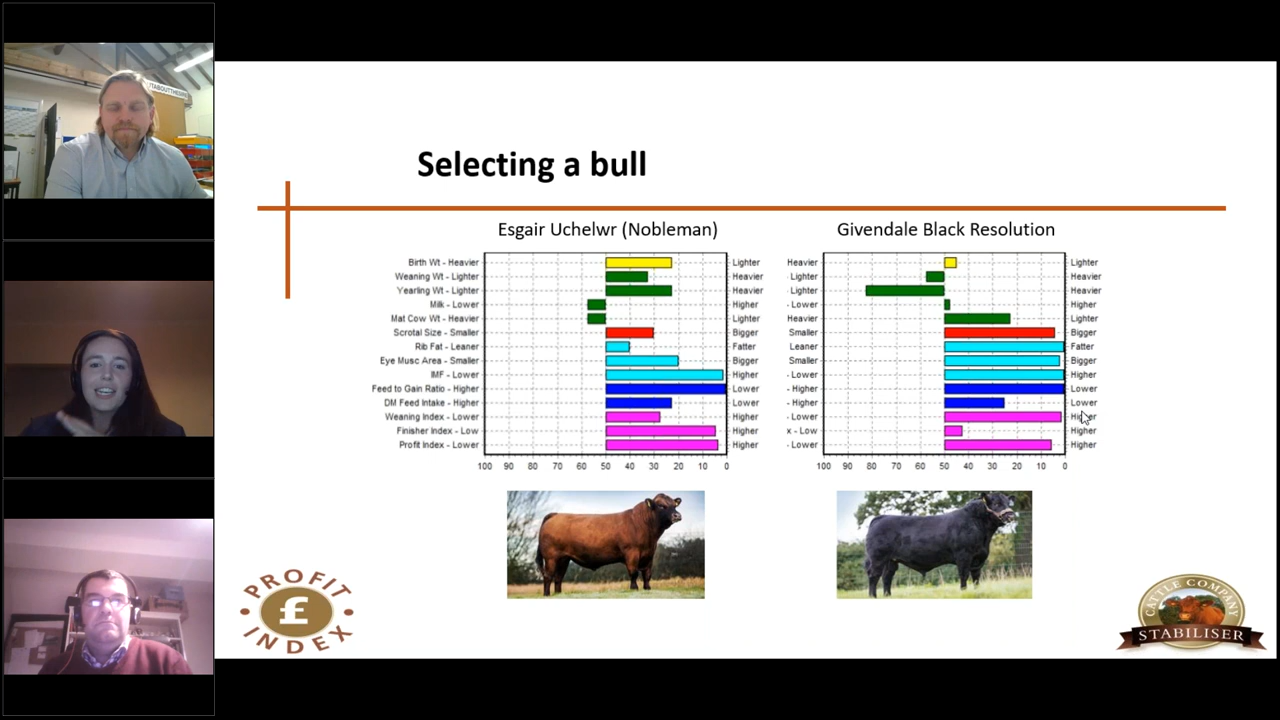 TABOUTTHE
Selecting a bull
Esgair Uchelwr (Nobleman)
Birth Wt - Heavier Lighter
Weaning Wt - Lighter Heavier
Yearling Wt - Lighter Heavier
Milk - Lower Higher
Mat Cow Wt - Heavier Lighter
Scrotal Size - Smaller Bigger
Rib Fat - Leaner Fatter
Eye Musc Area - Smaller Bigger
IMF - Lower Higher
Feed to Gain Ratio - Higher Lower
DM Feed Intake - Higher Lower
Weaning Index - Lower Higher
Finisher Index - Low Higher
Profit Index - Lower Higher
100 90 80 70 60 50 40 30 20 10 0
Givendale Black Resolution
Heavier Lighter
Lighter Heavier
Lighter Heavier
- Lower Higher
Heavier Lighter
Smaller Bigger
Leaner Fatter
Smaller Bigger
- Lower Higher
- Higher Lower
- Higher Lower
- Lower Higher
x - Low Higher
- Lower Higher
100 90 80 70 60 50 40 30 20 10 0
PROFIT
£
INDEX
CATTLE COMPANY
STABILISER